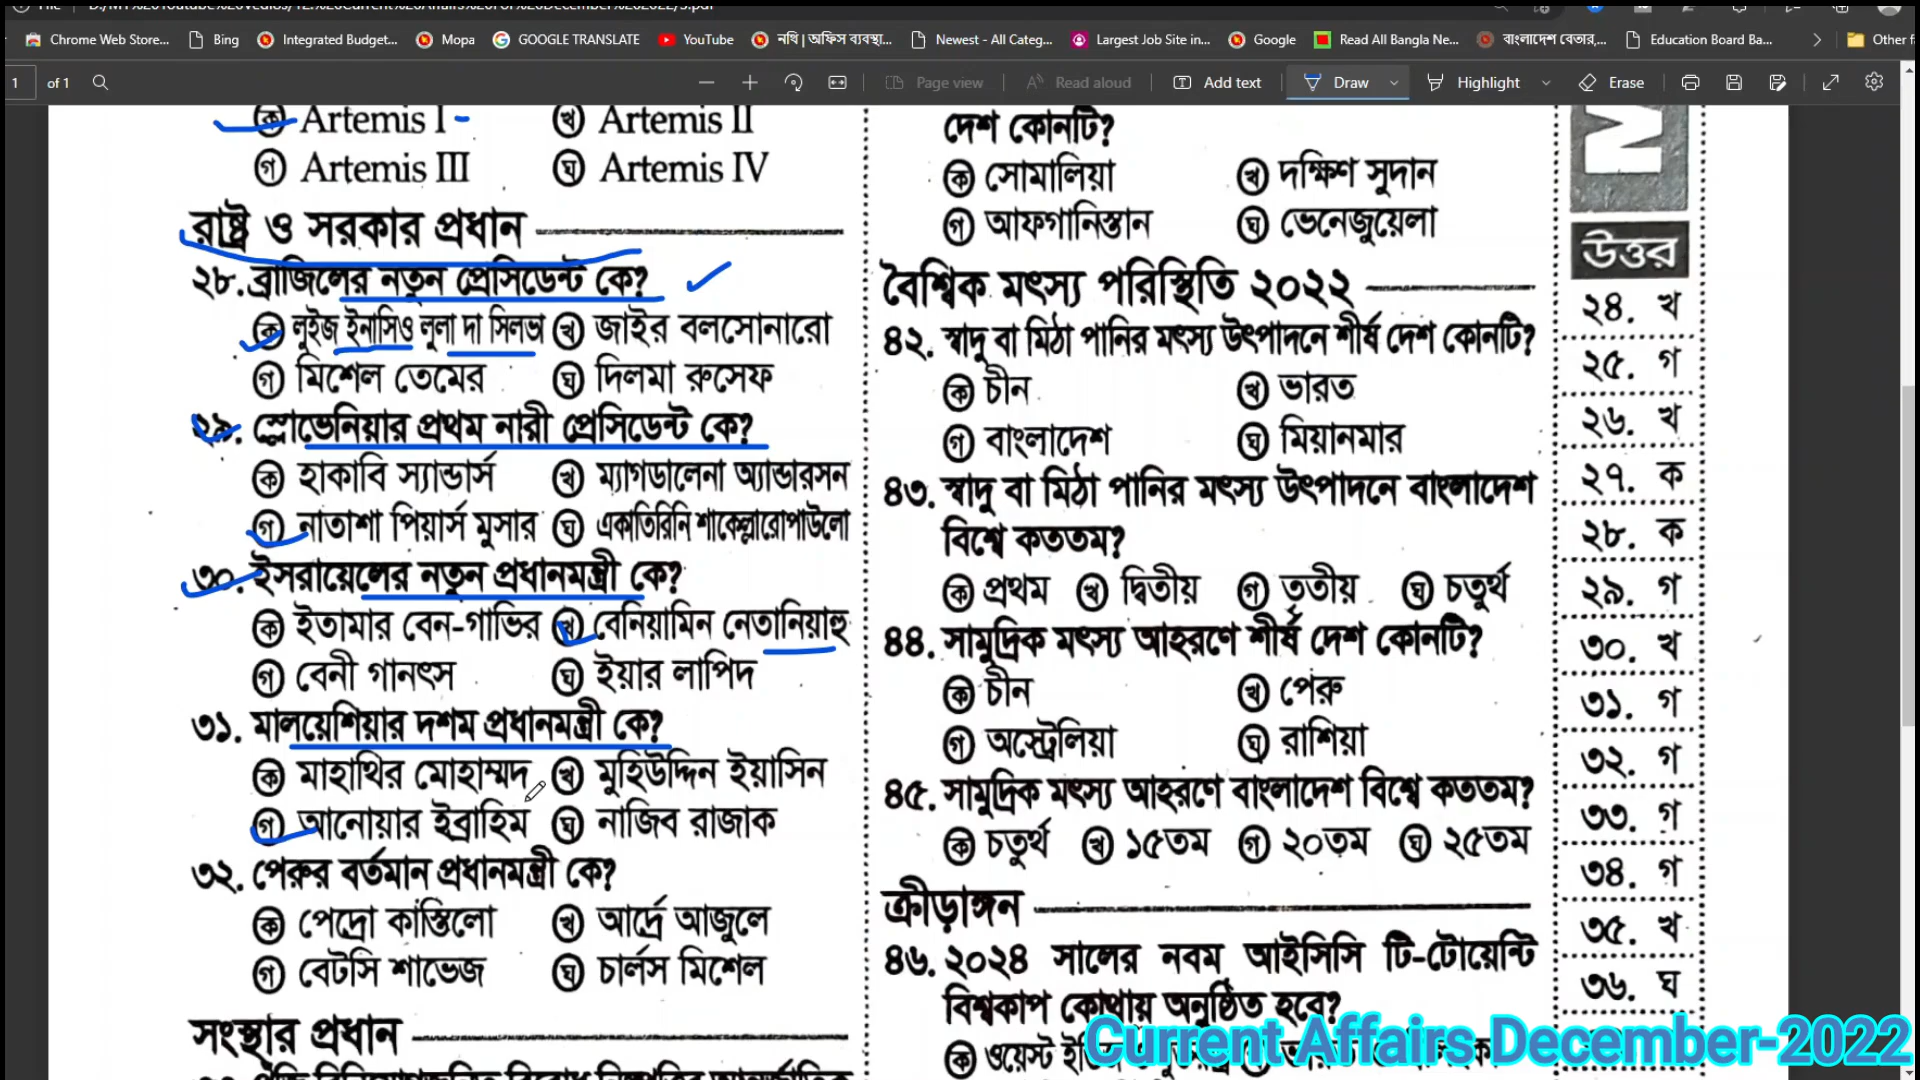 Chrome Web Store...
Bing
Integrated Budget...
Mopa
GOOGLE TRANSLATE
YouTube
নথি | অফিস ব্যবস্থা...
Newest - All Categ...
Largest Job Site in...
Google
Read All Bangla Ne...
বাংলাদেশ বেতার,...
Education Board Ba...
Other f
1 of 1
Page view
Read aloud
Add text
Draw
Highlight
Erase
ক Artemis I খ Artemis II
গ Artemis III ঘ Artemis IV
রাষ্ট্র ও সরকার প্রধান
২৮. ব্রাজিলের নতুন প্রেসিডেন্ট কে?
ক লুইজ ইনাসিও লুলা দা সিলভা খ জাইর বলসোনারো
গ মিশেল তেমের ঘ দিলমা রুসেফ
২৯. স্লোভেনিয়ার প্রথম নারী প্রেসিডেন্ট কে?
ক হাকাবি স্যান্ডার্স খ ম্যাগডালেনা অ্যান্ডারসন
গ নাতাশা পিয়ার্স মুসার ঘ একাতিরিনি শাকেল্লারোপাউলো
৩০. ইসরায়েলের নতুন প্রধানমন্ত্রী কে?
ক ইতামার বেন-গাভির খ বেনিয়ামিন নেতানিয়াহু
গ বেনী গানৎস ঘ ইয়ার লাপিদ
৩১. মালয়েশিয়ার দশম প্রধানমন্ত্রী কে?
ক মাহাথির মোহাম্মদ খ মুহিউদ্দিন ইয়াসিন
গ আনোয়ার ইব্রাহিম ঘ নাজিব রাজাক
৩২. পেরুর বর্তমান প্রধানমন্ত্রী কে?
ক পেদ্রো কাস্তিলো খ আর্দ্রে আজুলে
গ বেটসি শাভেজ ঘ চার্লস মিশেল
সংস্থার প্রধান
দেশ কোনটি?
ক সোমালিয়া খ দক্ষিণ সুদান
গ আফগানিস্তান ঘ ভেনেজুয়েলা
বৈশ্বিক মৎস্য পরিস্থিতি ২০২২
৪২. স্বাদু বা মিঠা পানির মৎস্য উৎপাদনে শীর্ষ দেশ কোনটি?
ক চীন খ ভারত
গ বাংলাদেশ ঘ মিয়ানমার
৪৩. স্বাদু বা মিঠা পানির মৎস্য উৎপাদনে বাংলাদেশ
বিশ্বে কততম?
ক প্রথম খ দ্বিতীয় গ তৃতীয় ঘ চতুর্থ
৪৪. সামুদ্রিক মৎস্য আহরণে শীর্ষ দেশ কোনটি?
ক চীন খ পেরু
গ অস্ট্রেলিয়া ঘ রাশিয়া
৪৫. সামুদ্রিক মৎস্য আহরণে বাংলাদেশ বিশ্বে কততম?
ক চতুর্থ খ ১৫তম গ ২০তম ঘ ২৫তম
ক্রীড়াঙ্গন
৪৬. ২০২৪ সালের নবম আইসিসি টি-টোয়েন্টি
বিশ্বকাপ কোথায় অনুষ্ঠিত হবে?
ক ওয়েস্ট
M
উত্তর
২৪. খ
২৫. গ
২৬. খ
২৭. ক
২৮. ক
২৯. গ
৩০. খ
৩১. গ
৩২. গ
৩৩. গ
৩৪. গ
৩৫. খ
৩৬. ঘ
Current Affairs December-2022